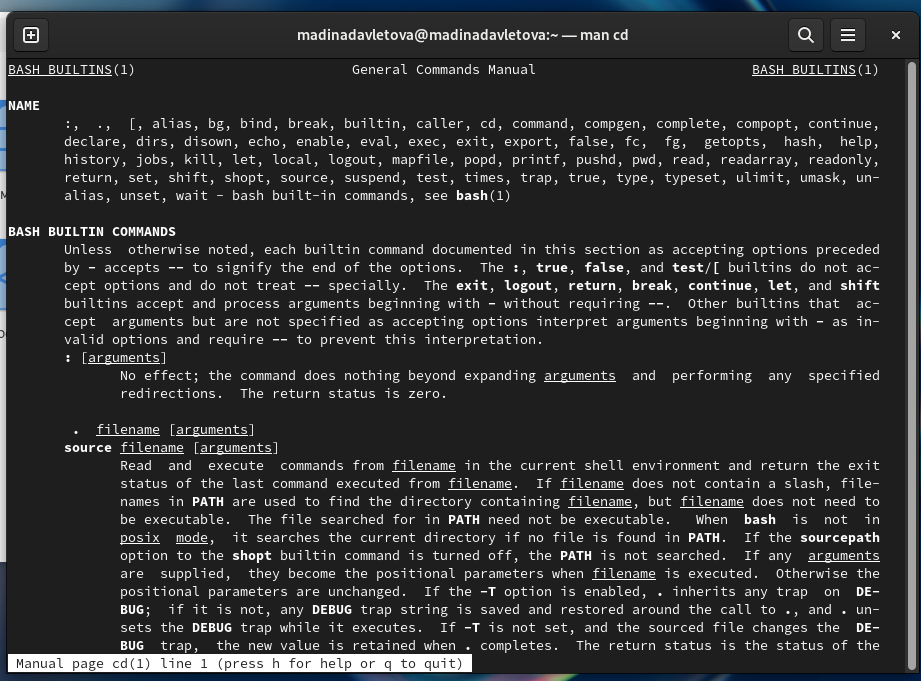 madinadavletova@madinadavletova:~ — man cd
BASH_BUILTINS(1) General Commands Manual BASH_BUILTINS(1)
NAME
:, ., [, alias, bg, bind, break, builtin, caller, cd, command, compgen, complete, compopt, continue,
declare, dirs, disown, echo, enable, eval, exec, exit, export, false, fc, fg, getopts, hash, help,
history, jobs, kill, let, local, logout, mapfile, popd, printf, pushd, pwd, read, readarray, readonly,
return, set, shift, shopt, source, suspend, test, times, trap, true, type, typeset, ulimit, umask, un-
alias, unset, wait - bash built-in commands, see bash(1)
BASH BUILTIN COMMANDS
Unless otherwise noted, each builtin command documented in this section as accepting options preceded
by - accepts -- to signify the end of the options. The :, true, false, and test/[ builtins do not ac-
cept options and do not treat -- specially. The exit, logout, return, break, continue, let, and shift
builtins accept and process arguments beginning with - without requiring --. Other builtins that ac-
cept arguments but are not specified as accepting options interpret arguments beginning with - as in-
valid options and require -- to prevent this interpretation.
: [arguments]
No effect; the command does nothing beyond expanding arguments and performing any specified
redirections. The return status is zero.
. filename [arguments]
source filename [arguments]
Read and execute commands from filename in the current shell environment and return the exit
status of the last command executed from filename. If filename does not contain a slash, file-
names in PATH are used to find the directory containing filename, but filename does not need to
be executable. The file searched for in PATH need not be executable. When bash is not in
posix mode, it searches the current directory if no file is found in PATH. If the sourcepath
option to the shopt builtin command is turned off, the PATH is not searched. If any arguments
are supplied, they become the positional parameters when filename is executed. Otherwise the
positional parameters are unchanged. If the -T option is enabled, . inherits any trap on DE-
BUG; if it is not, any DEBUG trap string is saved and restored around the call to ., and . un-
sets the DEBUG trap while it executes. If -T is not set, and the sourced file changes the DE-
BUG trap, the new value is retained when . completes. The return status is the status of the
Manual page cd(1) line 1 (press h for help or q to quit)